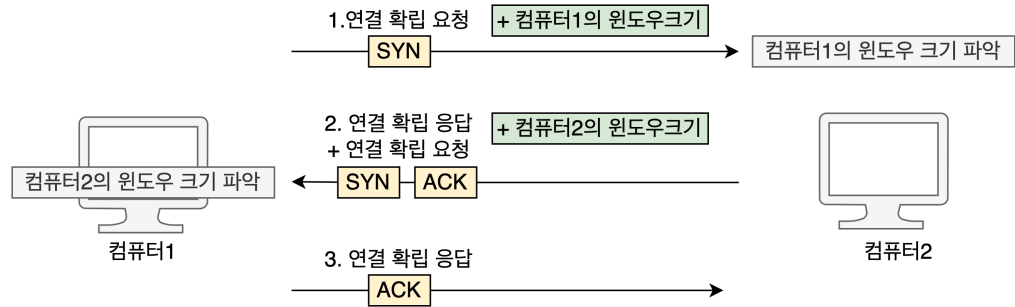 1.연결 확립 요청
+ 컴퓨터1의 윈도우크기
SYN
컴퓨터1의 윈도우 크기 파악
2. 연결 확립 응답
+ 연결 확립 요청
+ 컴퓨터2의 윈도우크기
컴퓨터2의 윈도우 크기 파악
SYN
ACK
컴퓨터1
컴퓨터2
3. 연결 확립 응답
ACK